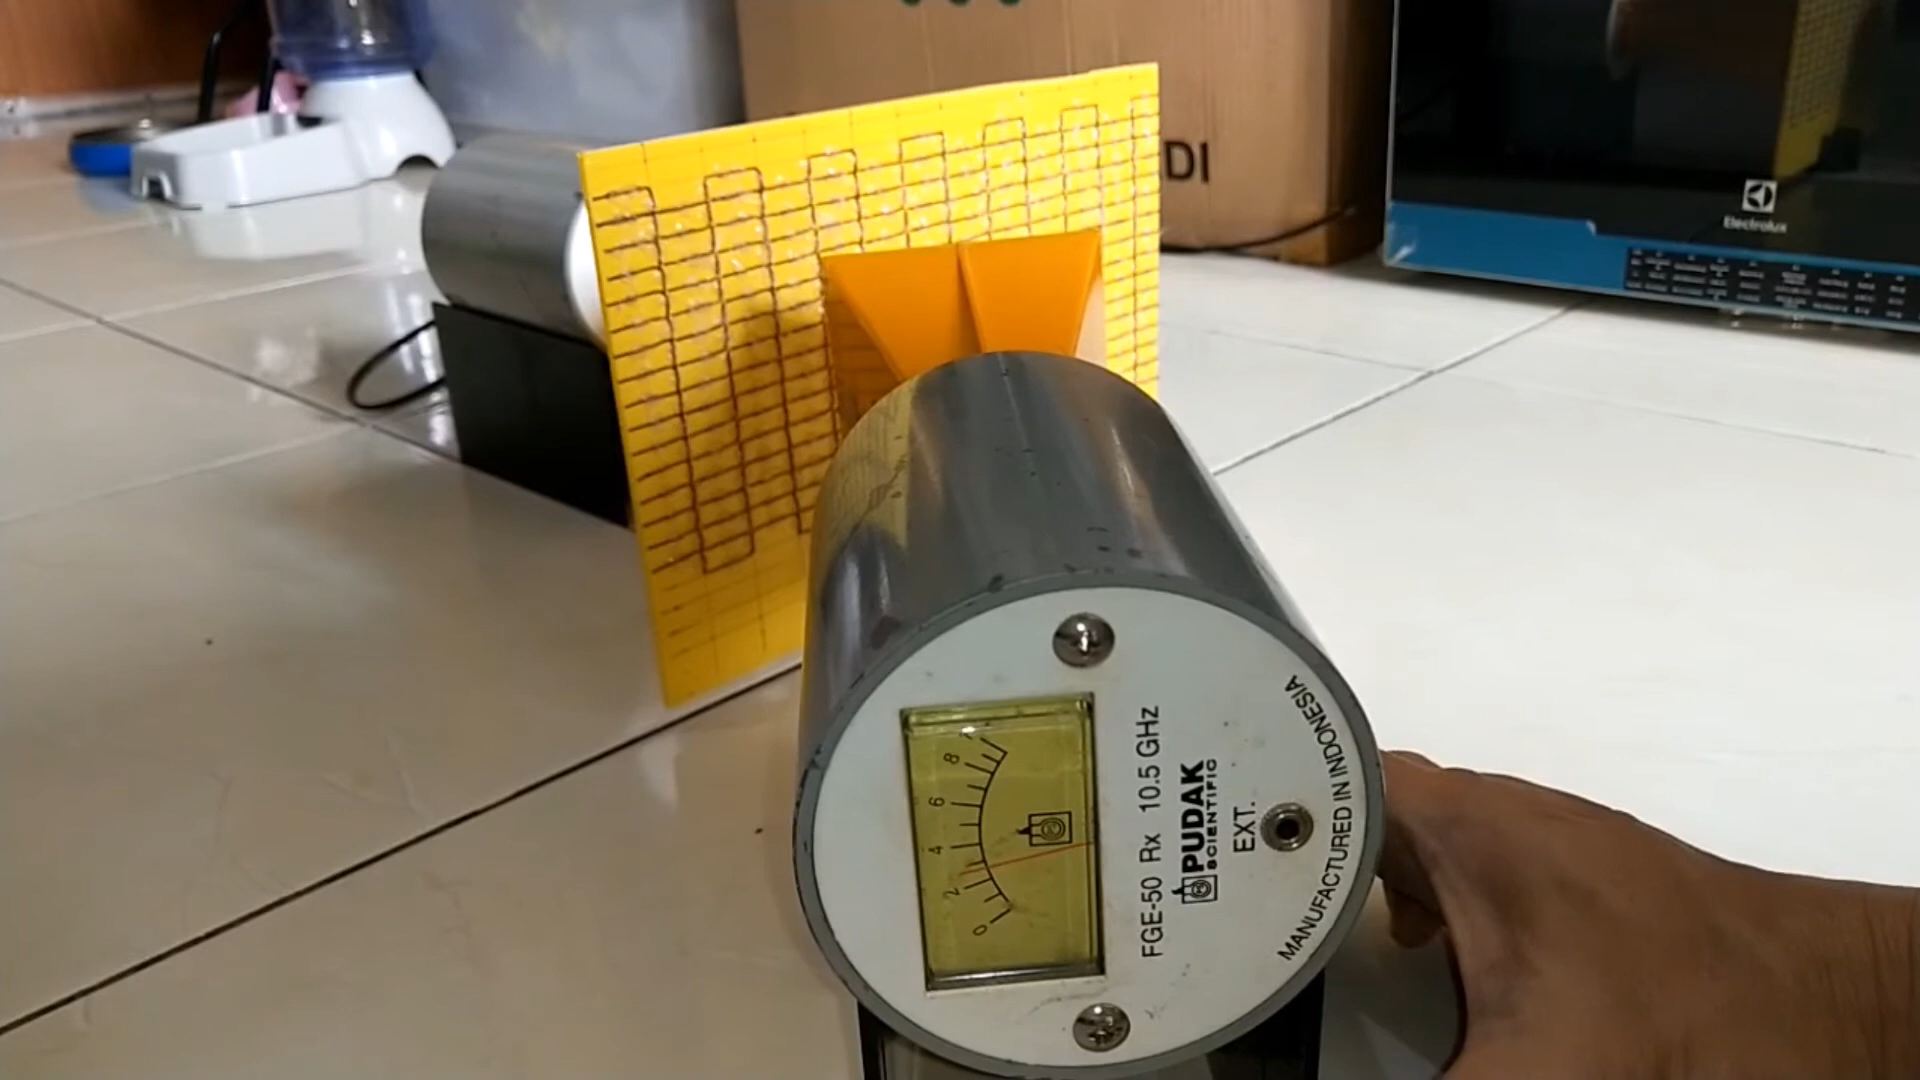 DI
Electrolux
0 2 4 6 8
FGE-50 Rx 10.5 GHz
PUDAK
SCIENTIFIC
EXT.
MANUFACTURED IN INDONESIA